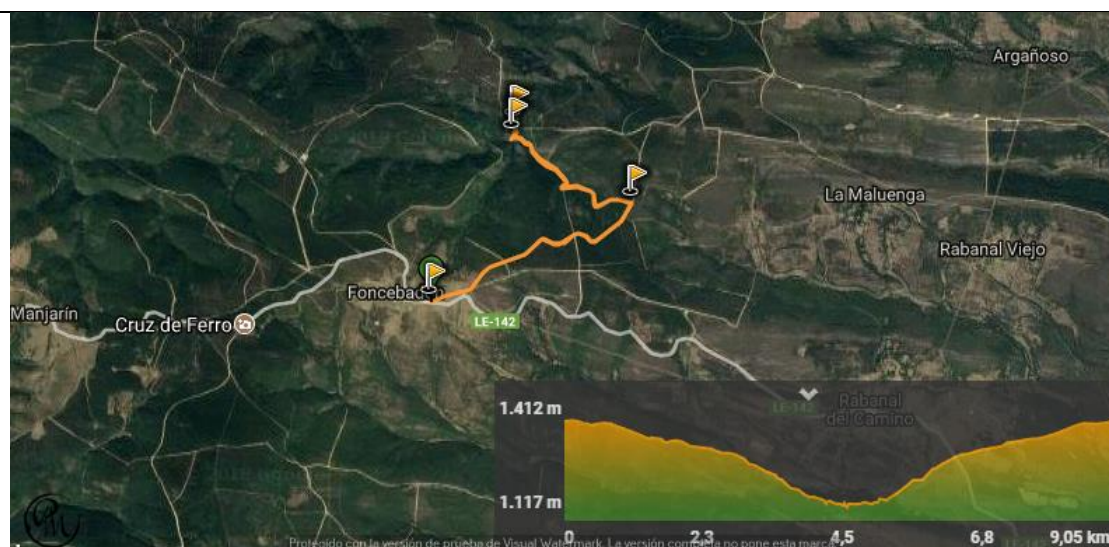 Argañoso
La Maluenga
Rabanal Viejo
Foncebadón
Manjarín
Cruz de Ferro
LE-142
Rabanal
del Camino
LE-142
1.412 m
1.117 m
0 2,3 4,5 6,8 9,05 km
Protegido con la versión de prueba de Visual Watermark. La versión completa no pone esta marca.